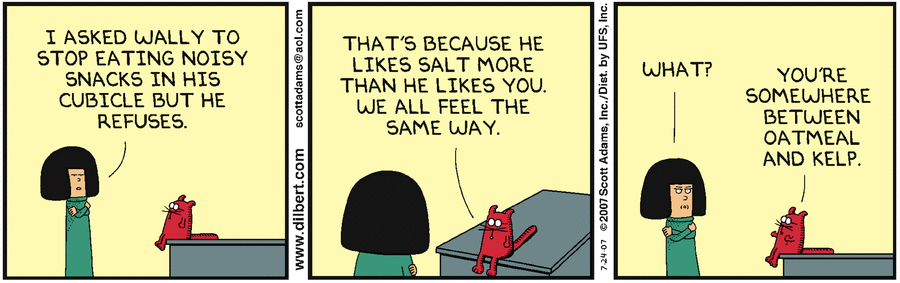 I ASKED WALLY TO
STOP EATING NOISY
SNACKS IN HIS
CUBICLE BUT HE
REFUSES.
www.dilbert.com
scottadams@aol.com
THAT'S BECAUSE HE
LIKES SALT MORE
THAN HE LIKES YOU.
WE ALL FEEL THE
SAME WAY.
7-24-07 ©2007 Scott Adams, Inc./Dist. by UFS, Inc.
WHAT?
YOU'RE
SOMEWHERE
BETWEEN
OATMEAL
AND KELP.